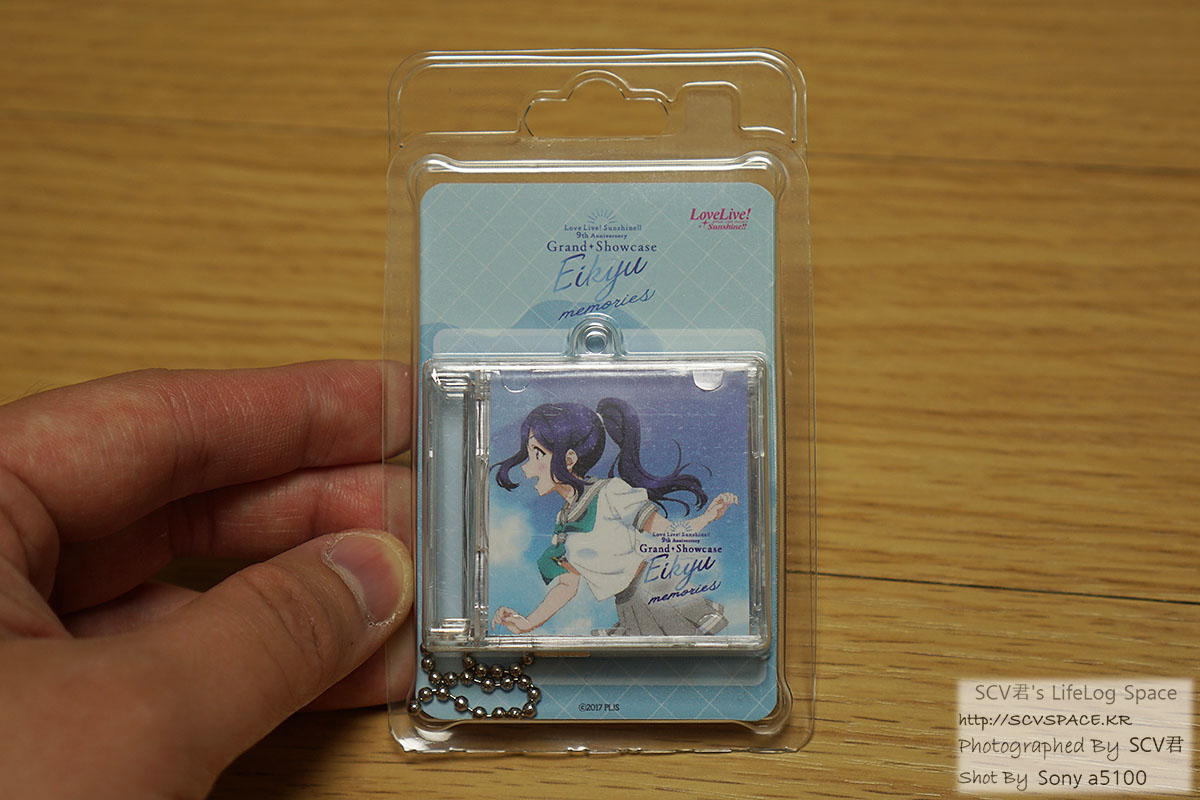 Love Live! Sunshine!!
9th Anniversary
Grand✦Showcase
Eikyu
memories
LoveLive!
Sunshine!!
Love Live! Sunshine!!
9th Anniversary
Grand✦Showcase
Eikyu
memories
©2017 PL!S
SCV君's LifeLog Space
http://SCVSPACE.KR
Photographed By SCV君
Shot By Sony a5100